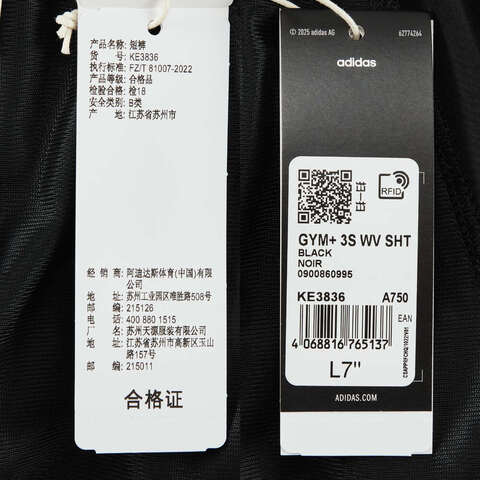 产品名称: 短裤
货 号: KE3836
执行标准: FZ/T 81007-2022
产品等级: 合格品
检验合格: 检18
安全类别: B类
产 地: 江苏省苏州市
经 销 商: 阿迪达斯体育(中国)有限
公司
地址: 苏州工业园区唯胜路508号
邮编: 215126
电话: 400 880 1515
厂名: 苏州天源服装有限公司
地址: 江苏省苏州市高新区玉山
路157号
邮编: 215011
合格证
© 2025 adidas AG 62774264
adidas
RFID
GYM+ 3S WV SHT
BLACK
NOIR
0900860995
KE3836 A750
EAN
4 068816 765137
L7"
ADIDAS.COM